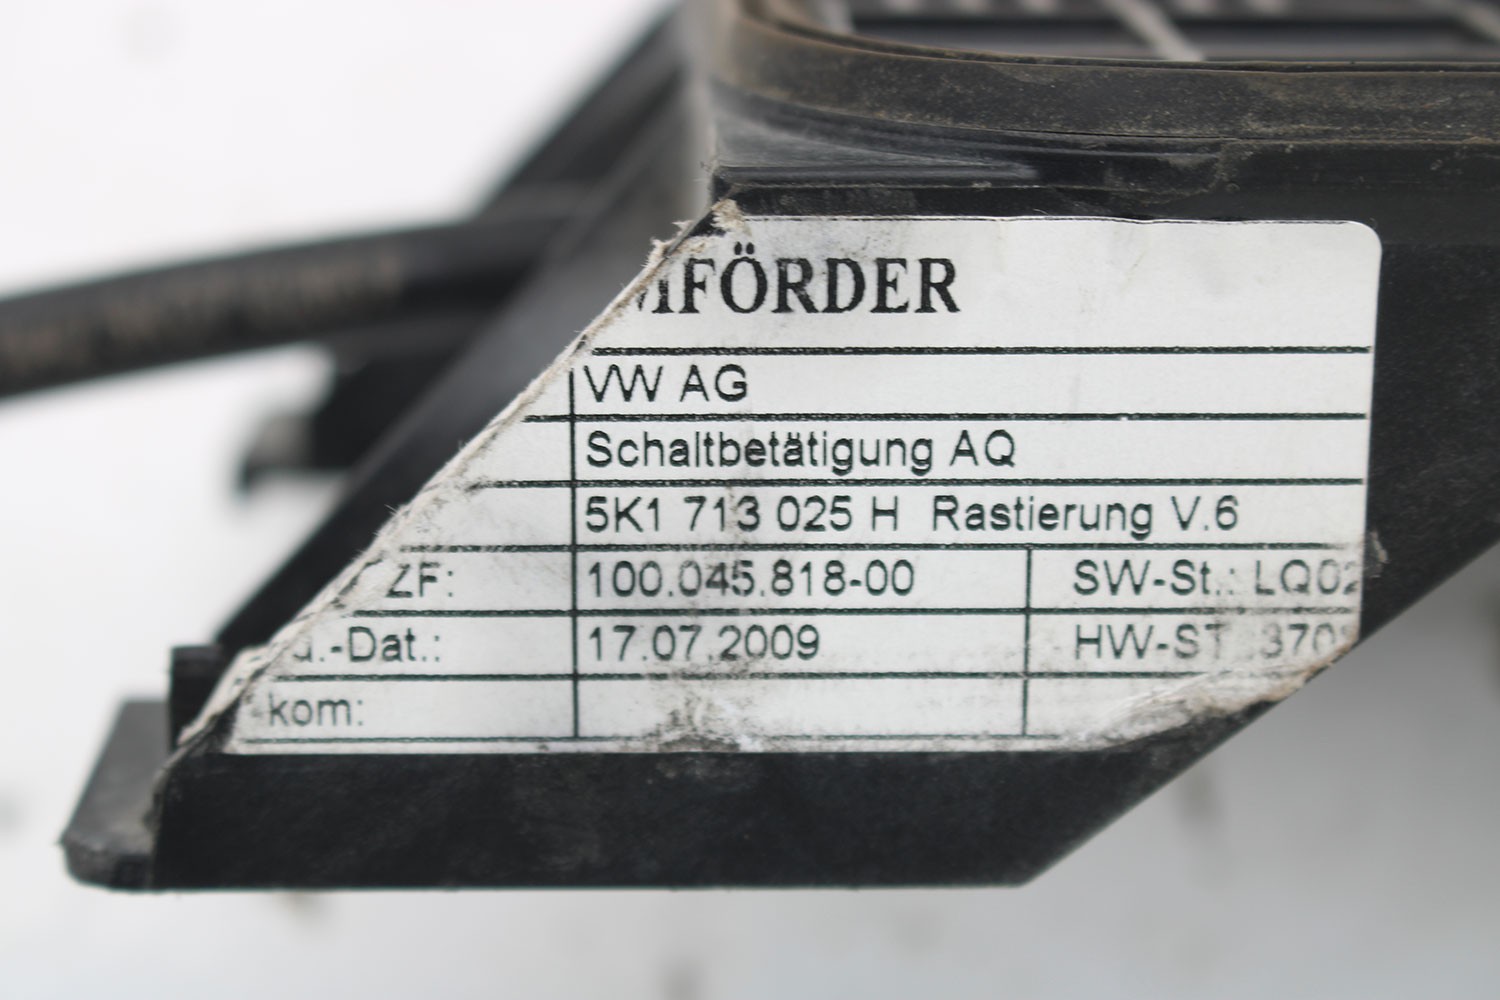 MFÖRDER
VW AG
Schaltbetätigung AQ
5K1 713 025 H Rastierung V.6
ZF: 100.045.818-00 SW-St.: LQ02
.-Dat.: 17.07.2009 HW-ST
kom: